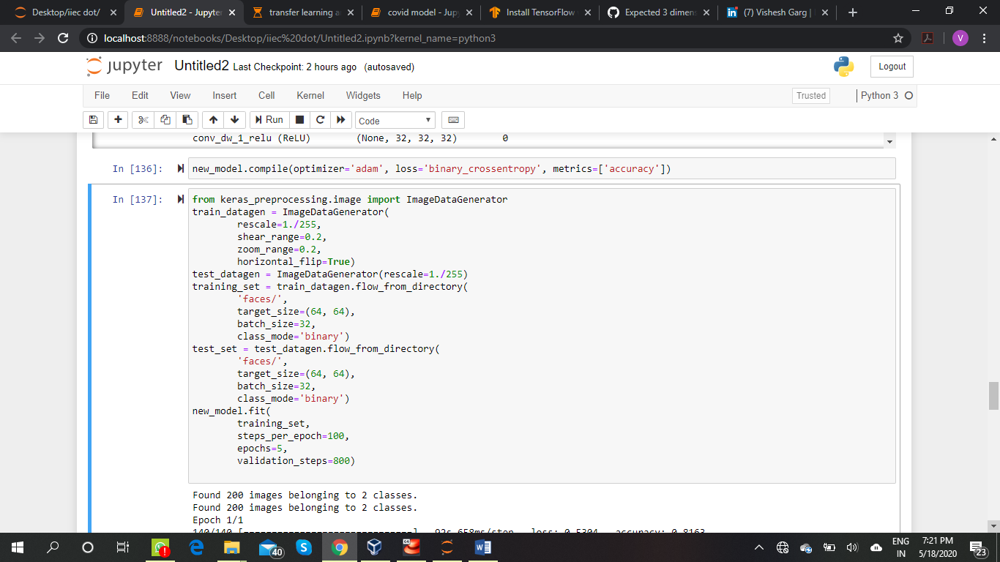 Desktop/iiec dot/
Untitled2 - Jupyter
transfer learning a
covid model - Jup
Install TensorFlow
Expected 3 dimen
(7) Vishesh Garg |
localhost:8888/notebooks/Desktop/iiec%20dot/Untitled2.ipynb?kernel_name=python3
V
jupyter Untitled2 Last Checkpoint: 2 hours ago (autosaved)
Logout
File Edit View Insert Cell Kernel Widgets Help
Trusted
Python 3
Run
Code
conv_dw_1_relu (ReLU) (None, 32, 32, 32) 0
In [136]: new_model.compile(optimizer='adam', loss='binary_crossentropy', metrics=['accuracy'])
In [137]: from keras_preprocessing.image import ImageDataGenerator
train_datagen = ImageDataGenerator(
rescale=1./255,
shear_range=0.2,
zoom_range=0.2,
horizontal_flip=True)
test_datagen = ImageDataGenerator(rescale=1./255)
training_set = train_datagen.flow_from_directory(
'faces/',
target_size=(64, 64),
batch_size=32,
class_mode='binary')
test_set = test_datagen.flow_from_directory(
'faces/',
target_size=(64, 64),
batch_size=32,
class_mode='binary')
new_model.fit(
training_set,
steps_per_epoch=100,
epochs=5,
validation_steps=800)
Found 200 images belonging to 2 classes.
Found 200 images belonging to 2 classes.
Epoch 1/1
140/140 [==============================] - 92s 658ms/step - loss: 0.5304 - accuracy: 0.8163
40
64
ENG
IN
7:21 PM
5/18/2020
23